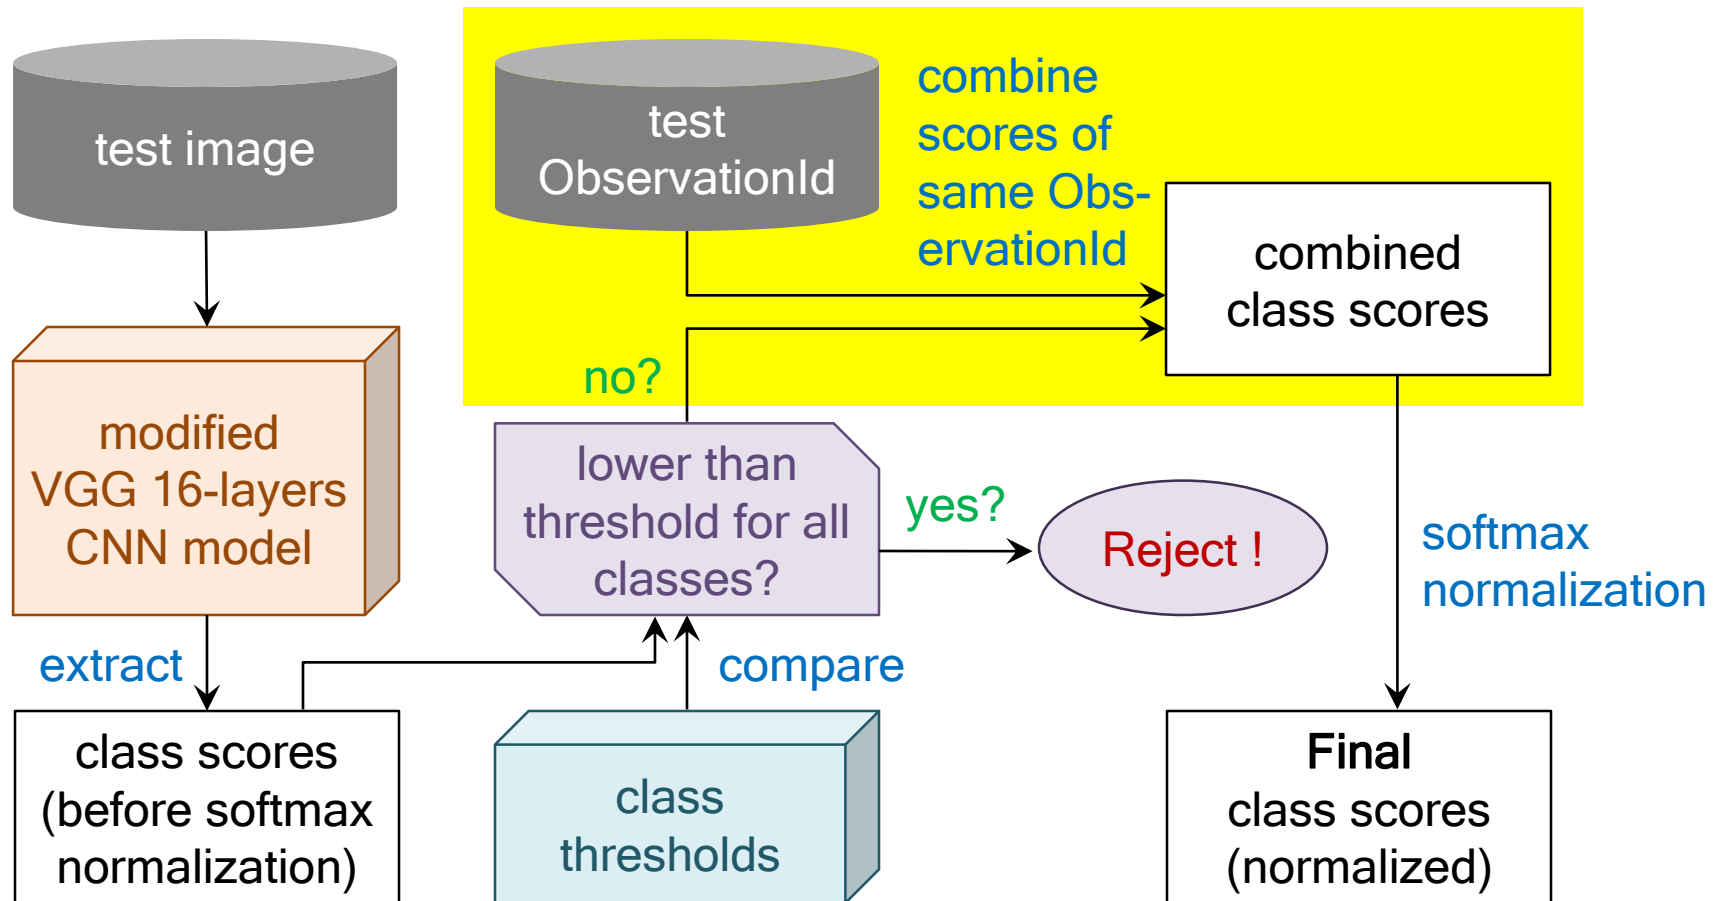 test image
test
ObservationId
combine
scores of
same Obs-
ervationId
combined
class scores
no?
modified
VGG 16-layers
CNN model
lower than
threshold for all
classes?
yes?
Reject !
softmax
normalization
extract
compare
class scores
(before softmax
normalization)
class
thresholds
Final
class scores
(normalized)